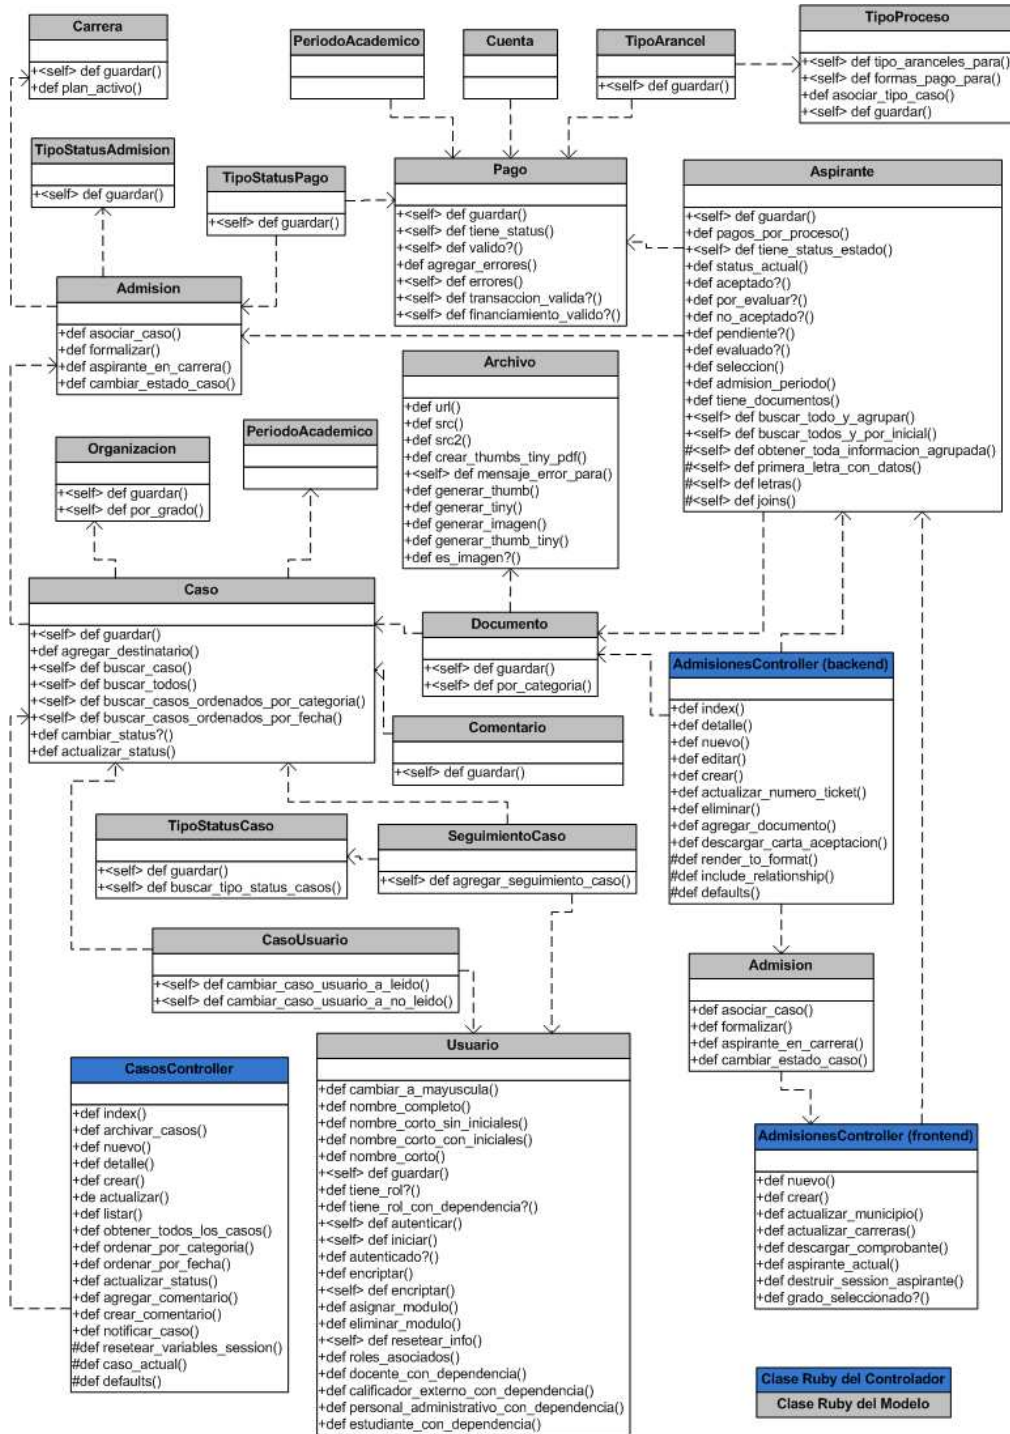 Carrera
+<self> def guardar()
+def plan_activo()
PeriodoAcademico
Cuenta
TipoArancel
+<self> def guardar()
TipoProceso
+<self> def tipo_aranceles_para()
+<self> def formas_pago_para()
+def asociar_tipo_caso()
+<self> def guardar()
TipoStatusAdmision
+<self> def guardar()
TipoStatusPago
+<self> def guardar()
Pago
+<self> def guardar()
+<self> def tiene_status()
+<self> def valido?()
+def agregar_errores()
+<self> def errores()
+<self> def transaccion_valida?()
+<self> def financiamiento_valido?()
Aspirante
+<self> def guardar()
+def pagos_por_proceso()
+<self> def tiene_status_estado()
+def status_actual()
+def aceptado?()
+def por_evaluar?()
+def no_aceptado?()
+def pendiente?()
+def evaluado?()
+def seleccion()
+def admision_periodo()
+def tiene_documentos()
+<self> def buscar_todo_y_agrupar()
+<self> def buscar_todos_y_por_inicial()
#<self> def obtener_toda_informacion_agrupada()
#<self> def primera_letra_con_datos()
#<self> def letras()
#<self> def joins()
Admision
+def asociar_caso()
+def formalizar()
+def aspirante_en_carrera()
+def cambiar_estado_caso()
Archivo
+def url()
+def src()
+def src2()
+def crear_thumbs_tiny_pdf()
+<self> def mensaje_error_para()
+def generar_thumb()
+def generar_tiny()
+def generar_imagen()
+def generar_thumb_tiny()
+def es_imagen?()
Organizacion
+<self> def guardar()
+<self> def por_grado()
PeriodoAcademico
Caso
+<self> def guardar()
+def agregar_destinatario()
+<self> def buscar_caso()
+<self> def buscar_todos()
+<self> def buscar_casos_ordenados_por_categoria()
+<self> def buscar_casos_ordenados_por_fecha()
+def cambiar_status?()
+def actualizar_status()
Documento
+<self> def guardar()
+<self> def por_categoria()
AdmisionesController (backend)
+def index()
+def detalle()
+def nuevo()
+def editar()
+def crear()
+def actualizar_numero_ticket()
+def eliminar()
+def agregar_documento()
+def descargar_carta_aceptacion()
#def render_to_format()
#def include_relationship()
#def defaults()
Comentario
+<self> def guardar()
TipoStatusCaso
+<self> def guardar()
+<self> def buscar_tipo_status_casos()
SeguimientoCaso
+<self> def agregar_seguimiento_caso()
CasoUsuario
+<self> def cambiar_caso_usuario_a_leido()
+<self> def cambiar_caso_usuario_a_no_leido()
Admision
+def asociar_caso()
+def formalizar()
+def aspirante_en_carrera()
+def cambiar_estado_caso()
CasosController
+def index()
+def archivar_casos()
+def nuevo()
+def detalle()
+def crear()
+de actualizar()
+def listar()
+def obtener_todos_los_casos()
+def ordenar_por_categoria()
+def ordenar_por_fecha()
+def actualizar_status()
+def agregar_comentario()
+def crear_comentario()
+def notificar_caso()
#def resetear_variables_session()
#def caso_actual()
#def defaults()
Usuario
+def cambiar_a_mayuscula()
+def nombre_completo()
+def nombre_corto_sin_iniciales()
+def nombre_corto_con_iniciales()
+def nombre_corto()
+<self> def guardar()
+def tiene_rol?()
+def tiene_rol_con_dependencia?()
+<self> def autenticar()
+<self> def iniciar()
+def autenticado?()
+def encriptar()
+<self> def encriptar()
+def asignar_modulo()
+def eliminar_modulo()
+<self> def resetear_info()
+def roles_asociados()
+def docente_con_dependencia()
+def calificador_externo_con_dependencia()
+def personal_administrativo_con_dependencia()
+def estudiante_con_dependencia()
AdmisionesController (frontend)
+def nuevo()
+def crear()
+def actualizar_municipio()
+def actualizar_carreras()
+def descargar_comprobante()
+def aspirante_actual()
+def destruir_session_aspirante()
+def grado_seleccionado?()
Clase Ruby del Controlador
Clase Ruby del Modelo